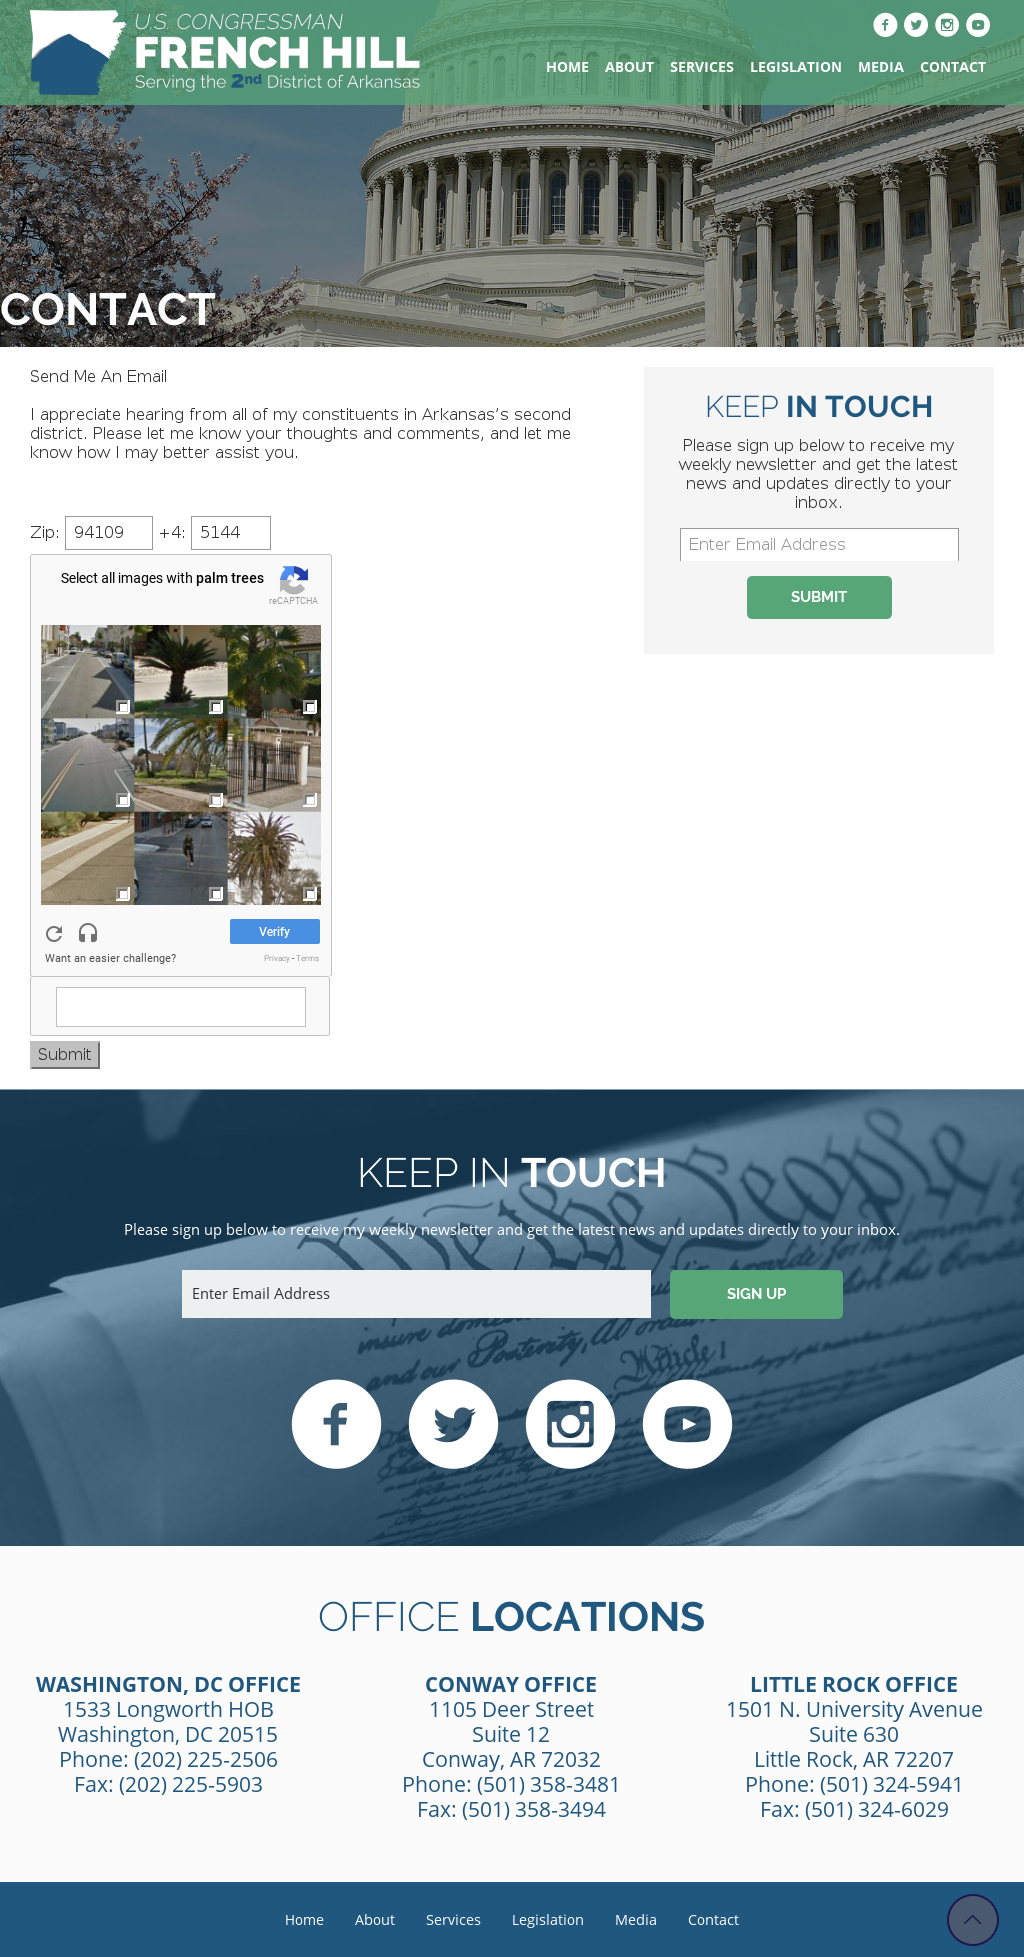 U.S. CONGRESSMAN
FRENCH HILL
Serving the 2nd District of Arkansas
HOME ABOUT SERVICES LEGISLATION MEDIA CONTACT
CONTACT
Send Me An Email
I appreciate hearing from all of my constituents in Arkansas's second
district. Please let me know your thoughts and comments, and let me
know how I may better assist you.
Zip: 94109 +4: 5144
Select all images with palm trees
reCAPTCHA
Verify
Want an easier challenge?
Privacy - Terms
Submit
KEEP IN TOUCH
Please sign up below to receive my
weekly newsletter and get the latest
news and updates directly to your
inbox.
Enter Email Address
SUBMIT
KEEP IN TOUCH
Please sign up below to receive my weekly newsletter and get the latest news and updates directly to your inbox.
Enter Email Address
SIGN UP
insure domes
and our Posterity,
Article I
OFFICE LOCATIONS
WASHINGTON, DC OFFICE
1533 Longworth HOB
Washington, DC 20515
Phone: (202) 225-2506
Fax: (202) 225-5903
CONWAY OFFICE
1105 Deer Street
Suite 12
Conway, AR 72032
Phone: (501) 358-3481
Fax: (501) 358-3494
LITTLE ROCK OFFICE
1501 N. University Avenue
Suite 630
Little Rock, AR 72207
Phone: (501) 324-5941
Fax: (501) 324-6029
Home About Services Legislation Media Contact